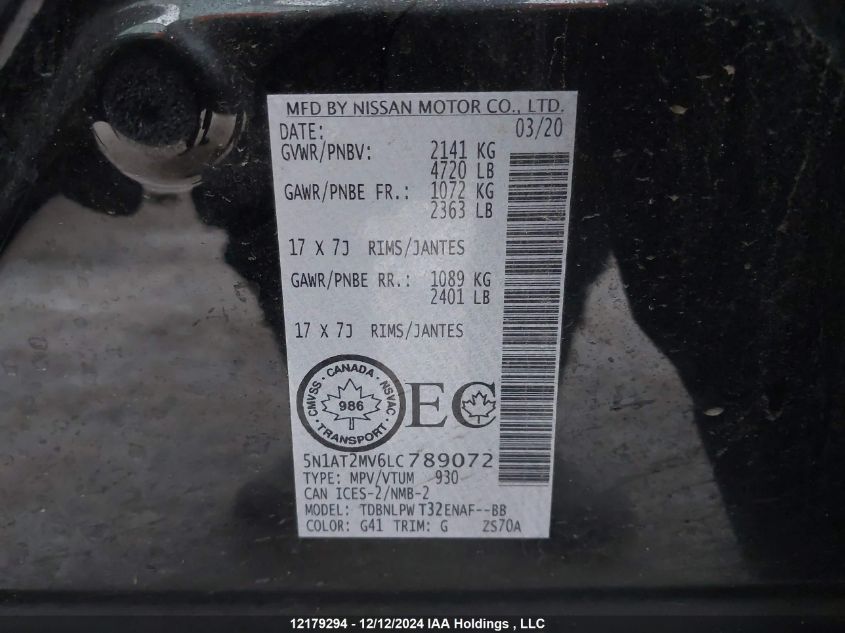 MFD BY NISSAN MOTOR CO., LTD.
DATE: 03/20
GVWR/PNBV: 2141 KG
4720 LB
GAWR/PNBE FR.: 1072 KG
2363 LB
17 X 7J RIMS/JANTES
GAWR/PNBE RR.: 1089 KG
2401 LB
17 X 7J RIMS/JANTES
CMVSS · CANADA · NSVAC · TRANSPORT ·
986
EC
5N1AT2MV6LC789072
TYPE: MPV/VTUM 930
CAN ICES-2/NMB-2
MODEL: TDBNLPW T32ENAF--BB
COLOR: G41 TRIM: G 2S70A
12179294 - 12/12/2024 IAA Holdings , LLC